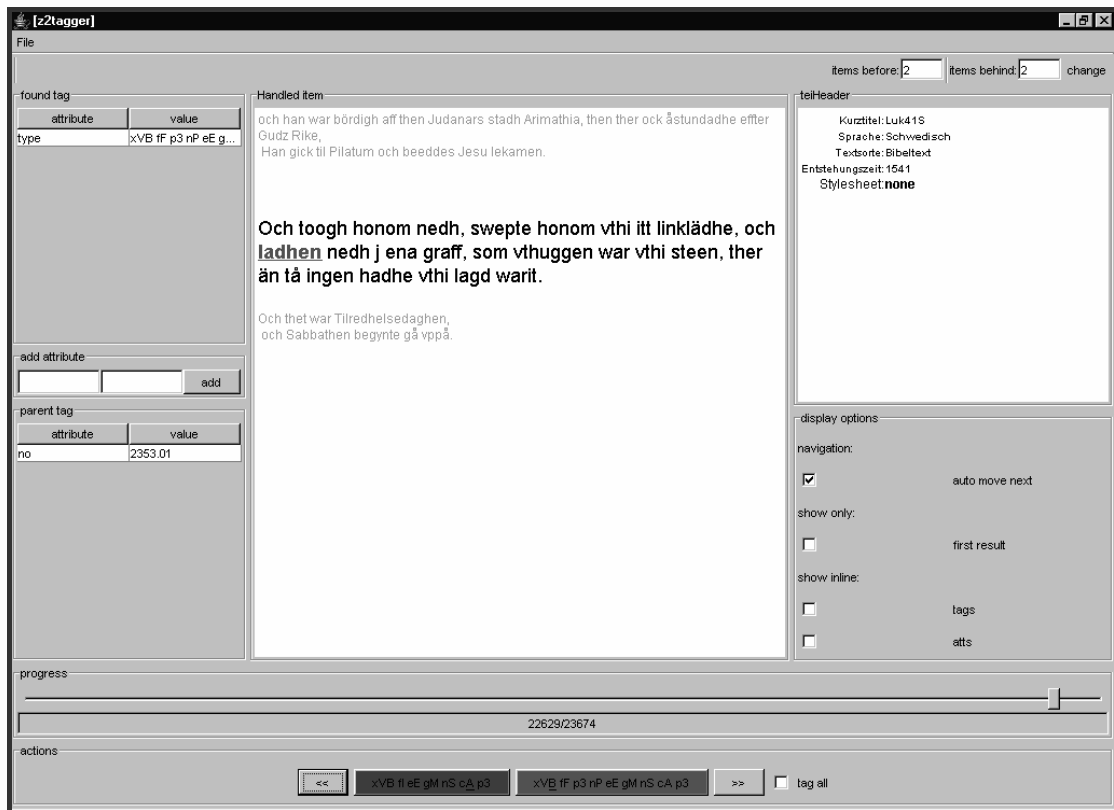 [z2tagger]
File
items before: 2 items behind: 2 change
found tag
attribute value
type xVB fF p3 nP eE g...
Handled item
och han war bördigh aff then Judanars stadh Arimathia, then ther ock åstundadhe effter
Gudz Rike,
Han gick til Pilatum och beeddes Jesu lekamen.
Och toogh honom nedh, swepte honom vthi itt linklädhe, och
ladhen nedh j ena graff, som vthuggen war vthi steen, ther
än tå ingen hadhe vthi lagd warit.
Och thet war Tilredhelsedaghen,
och Sabbathen begynte gå vppå.
teiHeader
Kurztitel: Luk41S
Sprache: Schwedisch
Textsorte: Bibeltext
Entstehungszeit: 1541
Stylesheet: none
add attribute
add
parent tag
attribute value
no 2353.01
display options
navigation:
auto move next
show only:
first result
show inline:
tags
atts
progress
22629/23674
actions
<< xVB fI eE gM nS cA p3 xVB fF p3 nP eE gM nS cA p3 >> tag all